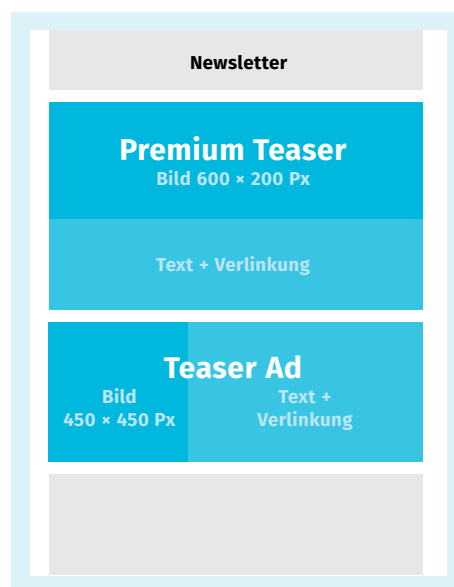 Newsletter
Premium Teaser
Bild 600 × 200 Px
Text + Verlinkung
Teaser Ad
Bild
450 × 450 Px
Text +
Verlinkung